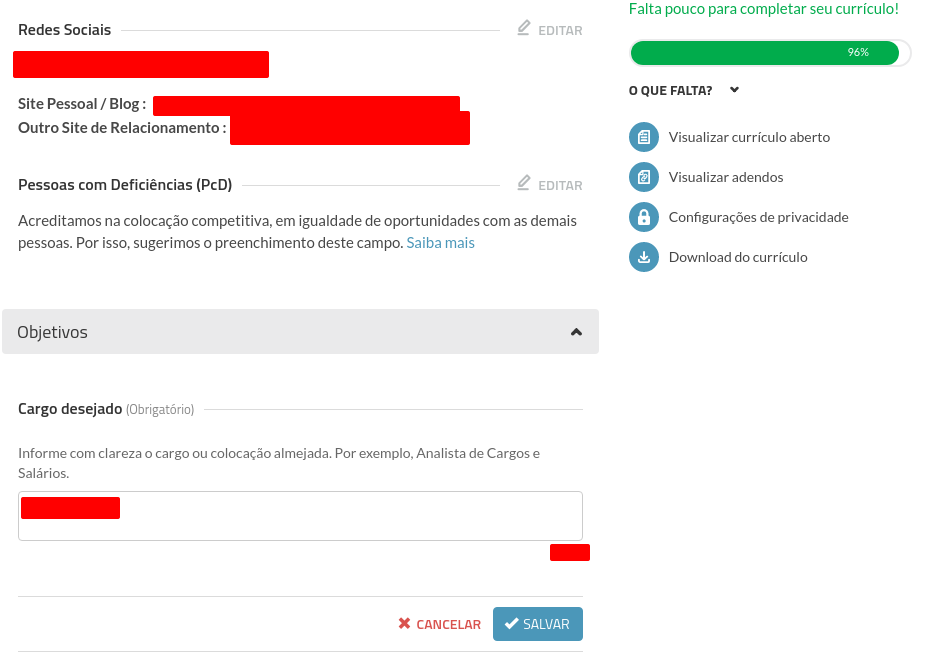 Redes Sociais
EDITAR
Site Pessoal / Blog :
Outro Site de Relacionamento :
Pessoas com Deficiências (PcD)
EDITAR
Acreditamos na colocação competitiva, em igualdade de oportunidades com as demais
pessoas. Por isso, sugerimos o preenchimento deste campo. Saiba mais
Objetivos
Cargo desejado (Obrigatório)
Informe com clareza o cargo ou colocação almejada. Por exemplo, Analista de Cargos e
Salários.
CANCELAR
SALVAR
Falta pouco para completar seu currículo!
96%
O QUE FALTA?
Visualizar currículo aberto
Visualizar adendos
Configurações de privacidade
Download do currículo